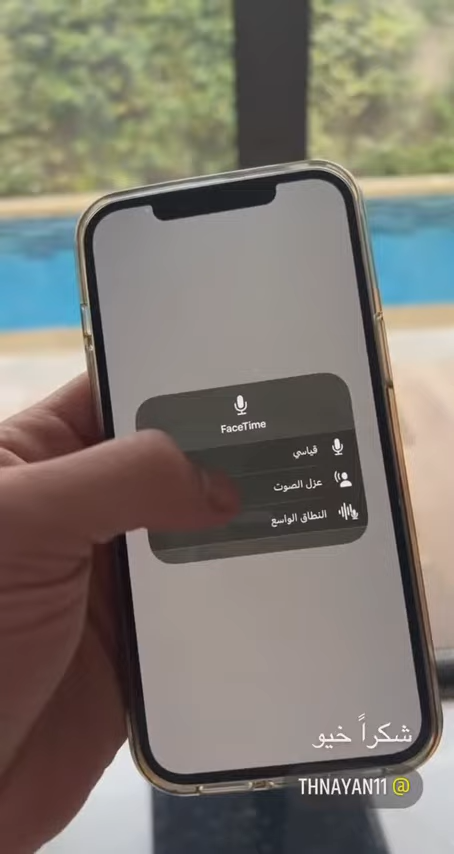 FaceTime
قياسي
عزل الصوت
النطاق الواسع
شكراً خيو
THNAYAN11 @